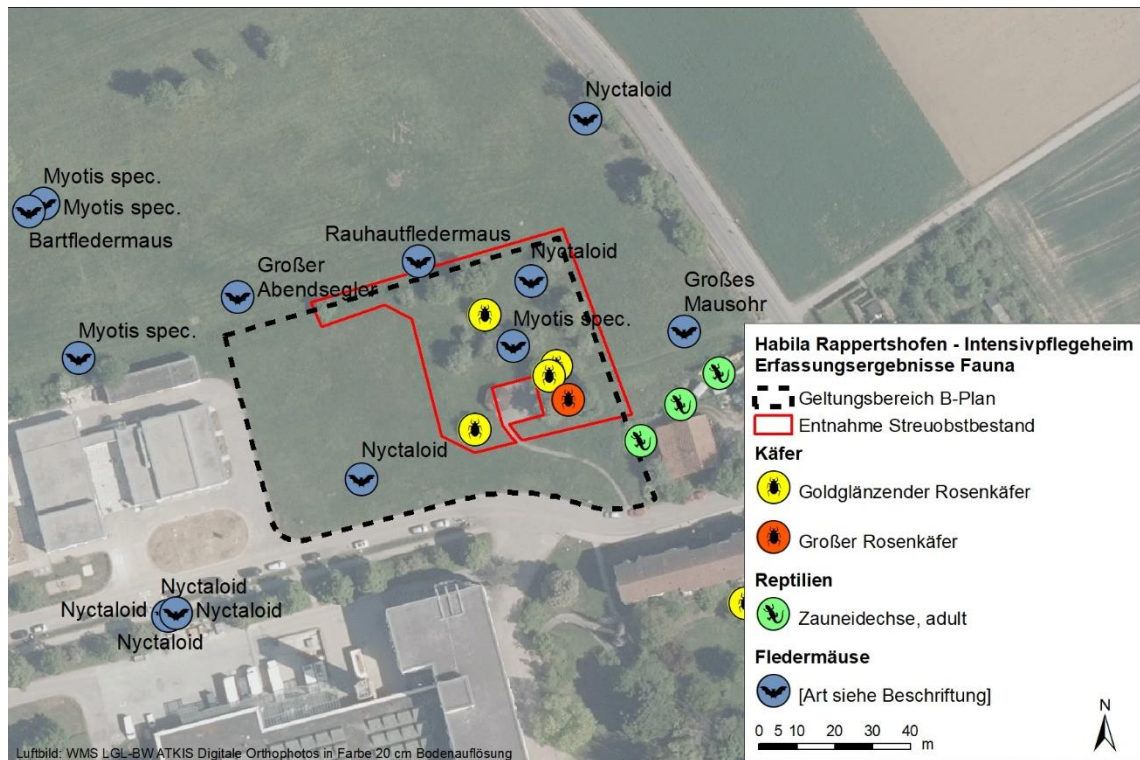 Nyctaloid
Myotis spec.
Myotis spec.
Bartfledermaus
Rauhautfledermaus
Nyctaloid
Großer
Abendsegler
Großes
Mausohr
Myotis spec.
Myotis spec.
Nyctaloid
Nyctaloid
Nyctaloid
Nyctaloid
Nyctaloid
Habila Rappertshofen - Intensivpflegeheim
Erfassungsergebnisse Fauna
Geltungsbereich B-Plan
Entnahme Streuobstbestand
Käfer
Goldglänzender Rosenkäfer
Großer Rosenkäfer
Reptilien
Zauneidechse, adult
Fledermäuse
[Art siehe Beschriftung]
N
0 5 10 20 30 40
m
Luftbild: WMS LGL-BW ATKIS Digitale Orthophotos in Farbe 20 cm Bodenauflösung